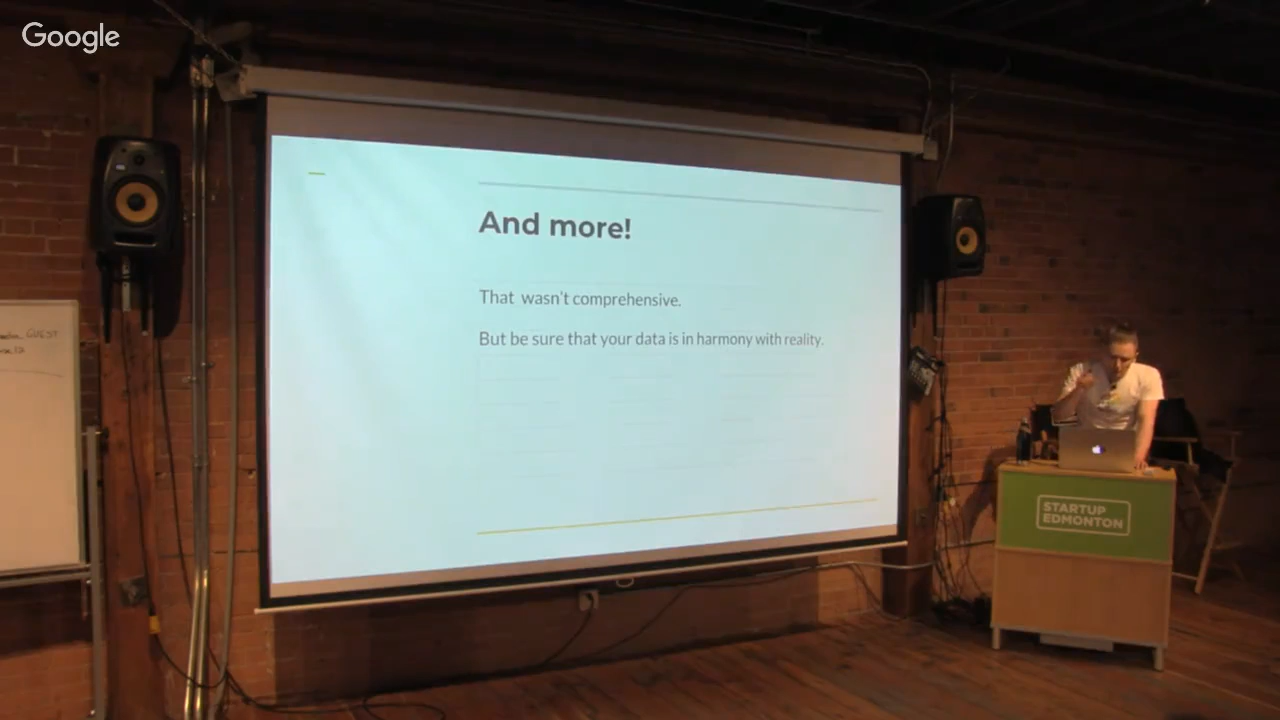 Google
And more!
That wasn't comprehensive.
But be sure that your data is in harmony with reality.
GUEST
STARTUP
EDMONTON